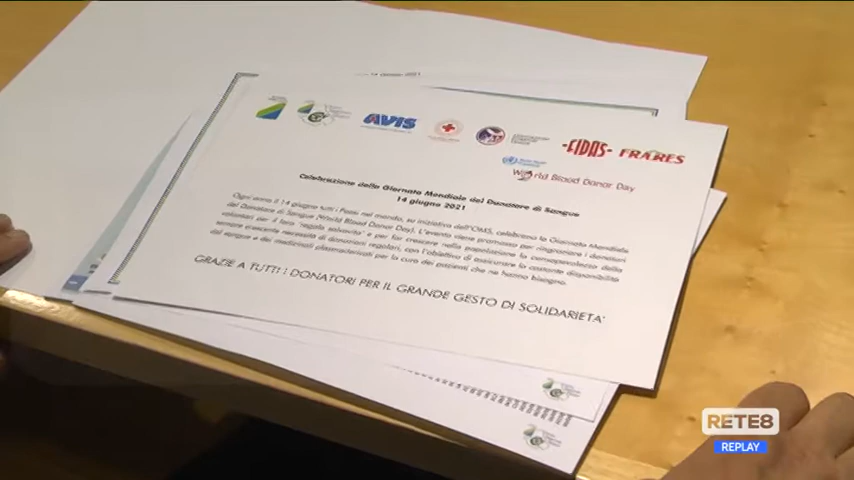 14 giugno 2021
AVIS
-FIDAS-
FRATRES
World Blood Donor Day
Celebrazione della Giornata Mondiale del Donatore di Sangue
14 giugno 2021
Ogni anno il 14 giugno tutti i Paesi nel mondo, su iniziativa dell'OMS, celebrano la Giornata Mondiale
del Donatore di Sangue (World Blood Donor Day). L'evento viene promosso per ringraziare i donatori
volontari per il loro "regalo salvavita" e per far crescere nella popolazione la consapevolezza della
sempre crescente necessità di donazioni regolari, con l'obiettivo di assicurare la costante disponibilità
del sangue e dei medicinali plasmaderivati per la cura dei pazienti che ne hanno bisogno.
GRAZIE A TUTTI I DONATORI PER IL GRANDE GESTO DI SOLIDARIETA'
RETE8
REPLAY